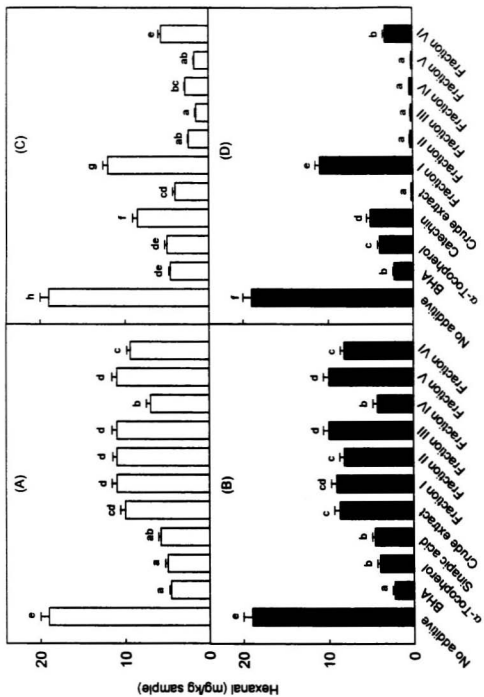 Hexanal (mg/kg sample)
(A)
20
10
0
e a a ab cd d d d b d c
(C)
h de de f cd g ab a bc ab e
(B)
20
10
0
e a b b c cd c d b d c
(D)
f b c d a e a a a a b
No additive
BHA
α-Tocopherol
Sinapic acid
Crude extract
Fraction I
Fraction II
Fraction III
Fraction IV
Fraction V
Fraction VI
No additive
BHA
α-Tocopherol
Catechin
Crude extract
Fraction I
Fraction II
Fraction III
Fraction IV
Fraction V
Fraction VI